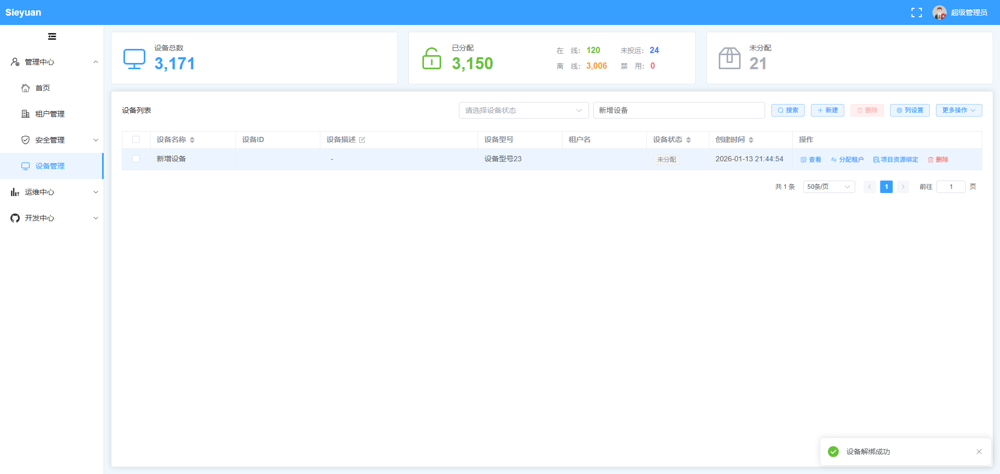 Sieyuan
超级管理员
管理中心
首页
租户管理
安全管理
设备管理
运维中心
开发中心
设备总数
3,171
已分配
3,150
在 线: 120 未投运: 24
离 线: 3,006 禁 用: 0
未分配
21
设备列表 请选择设备状态 新增设备 搜索 新建 删除 列设置 更多操作
设备名称 设备ID 设备描述 设备型号 租户名 设备状态 创建时间 操作
新增设备 - 设备型号23 未分配 2026-01-13 21:44:54 查看 分配租户 项目资源绑定 删除
共 1 条 50条/页 1 前往 1 页
设备解绑成功